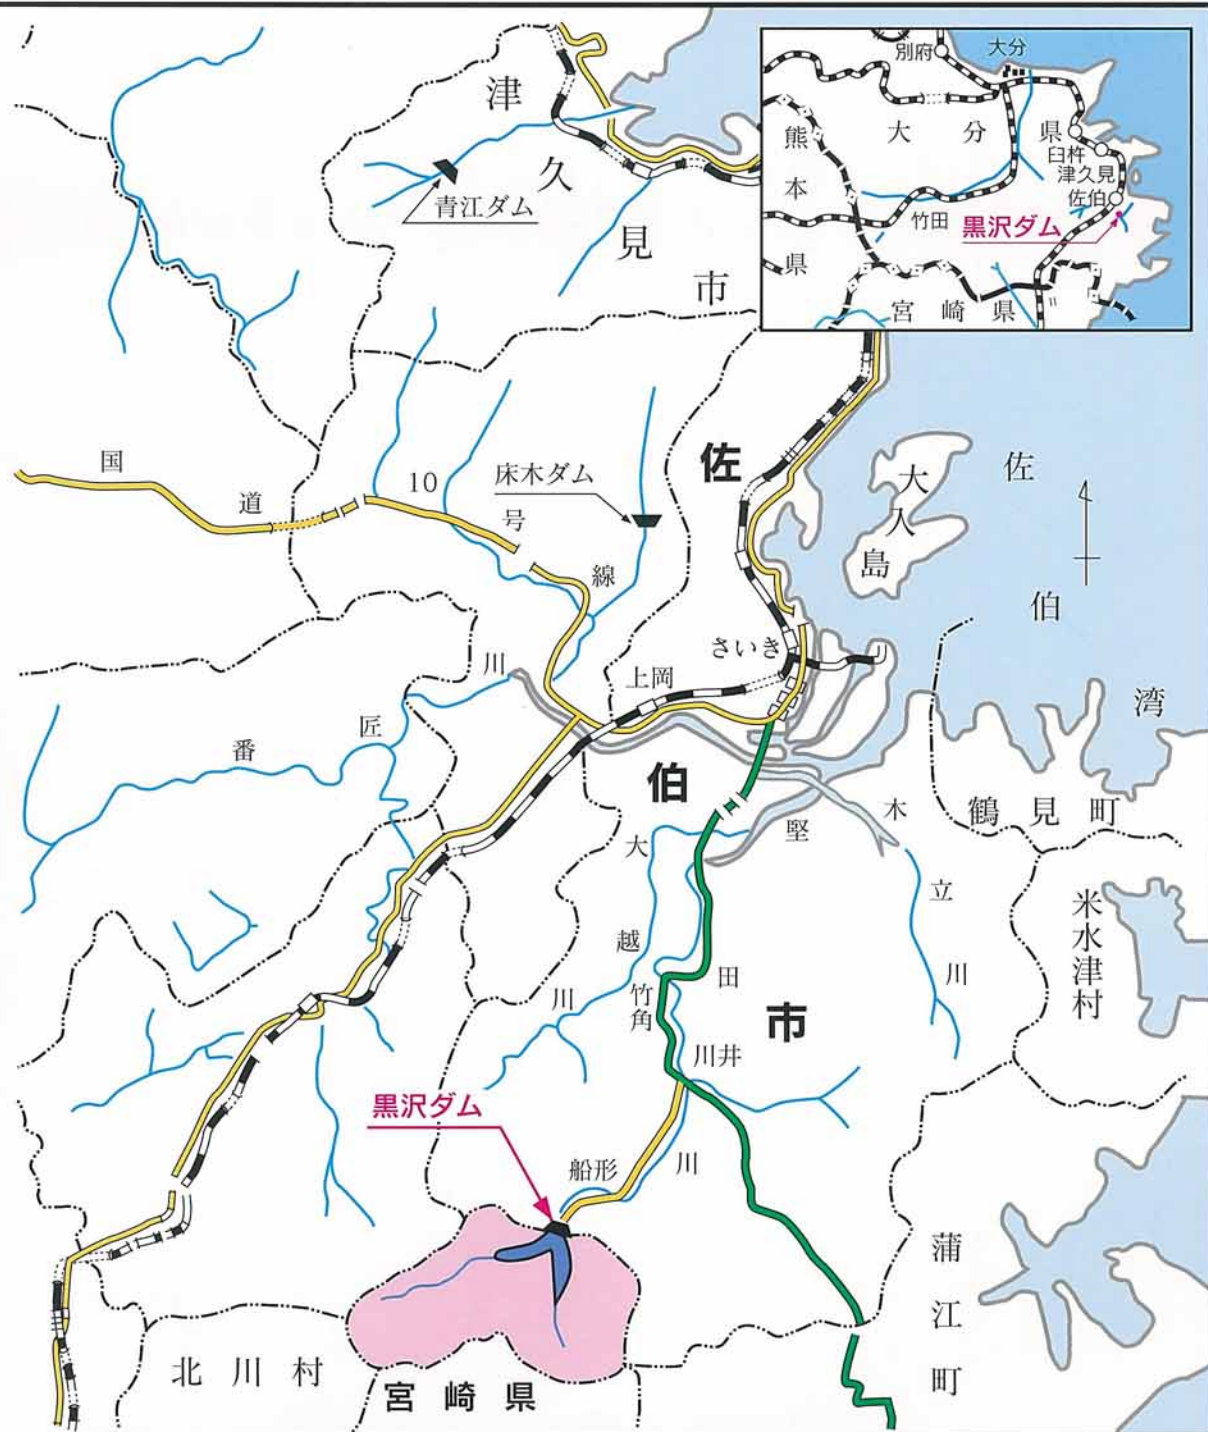 津久見市
青江ダム
別府
大分
熊本県
大分県
臼杵
津久見
佐伯
竹田
黒沢ダム
宮崎県
国道10号線
床木ダム
佐伯市
大入島
佐伯湾
さいき
上岡
番匠川
鶴見町
米水津村
木立川
堅田川
大越川
竹角
川井
黒沢ダム
船形
蒲江町
北川村
宮崎県